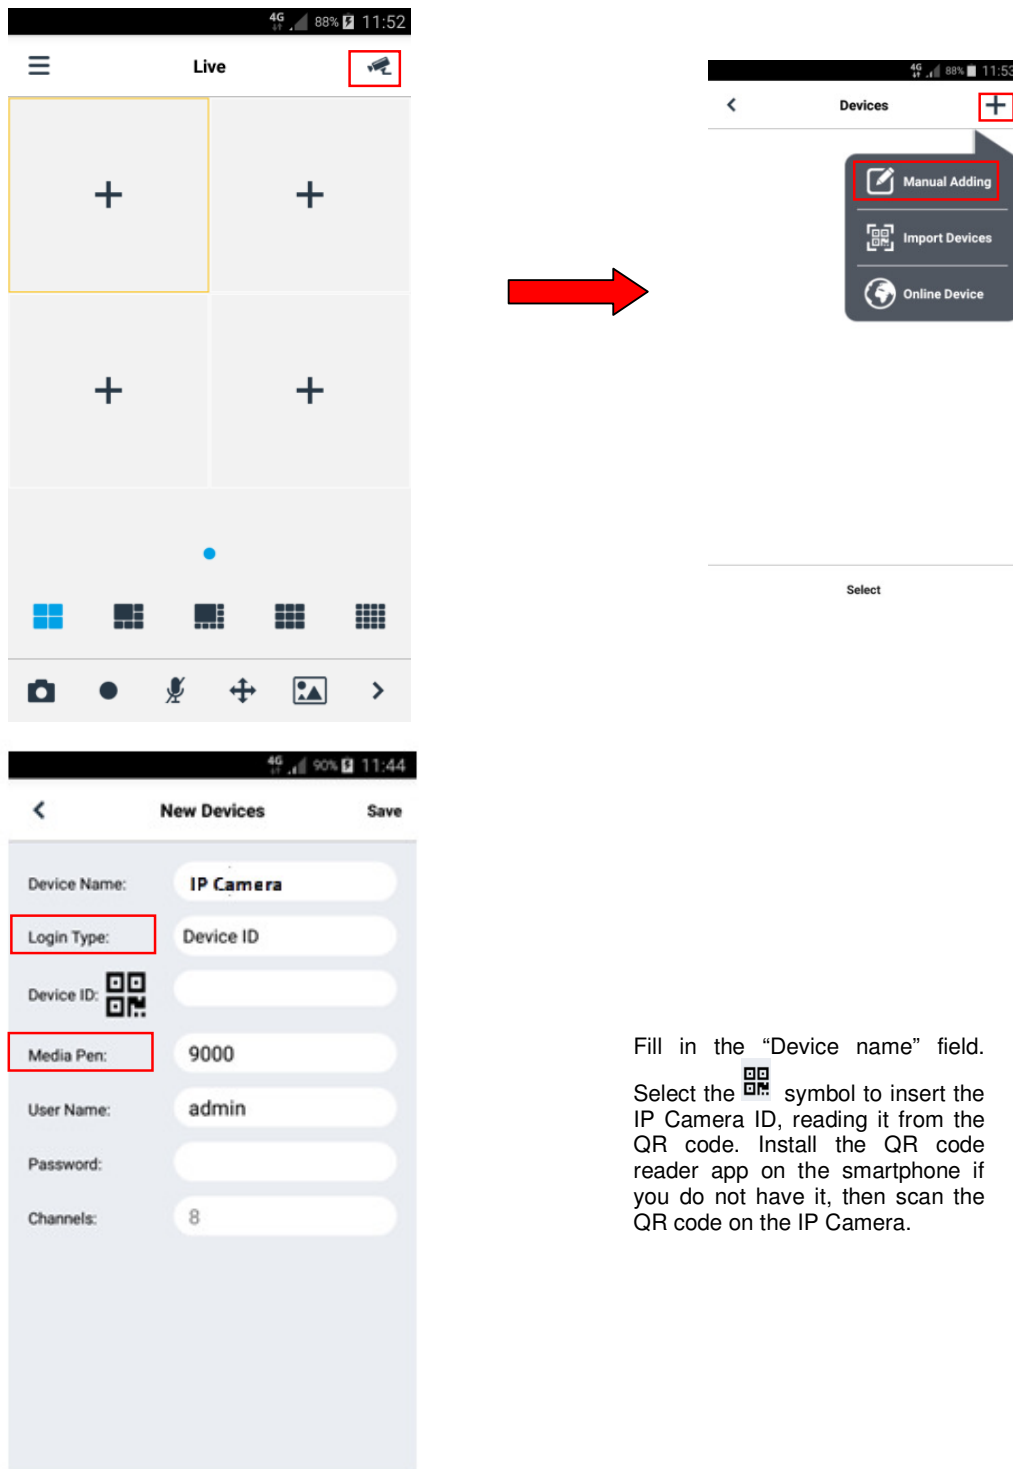 4G 88% 11:52
Live
4G 88% 11:53
Devices
Manual Adding
Import Devices
Online Device
Select
4G 90% 11:44
New Devices Save
Device Name: IP Camera
Login Type: Device ID
Device ID:
Media Pen: 9000
User Name: admin
Password:
Channels: 8
Fill in the “Device name” field.
Select the symbol to insert the
IP Camera ID, reading it from the
QR code. Install the QR code
reader app on the smartphone if
you do not have it, then scan the
QR code on the IP Camera.